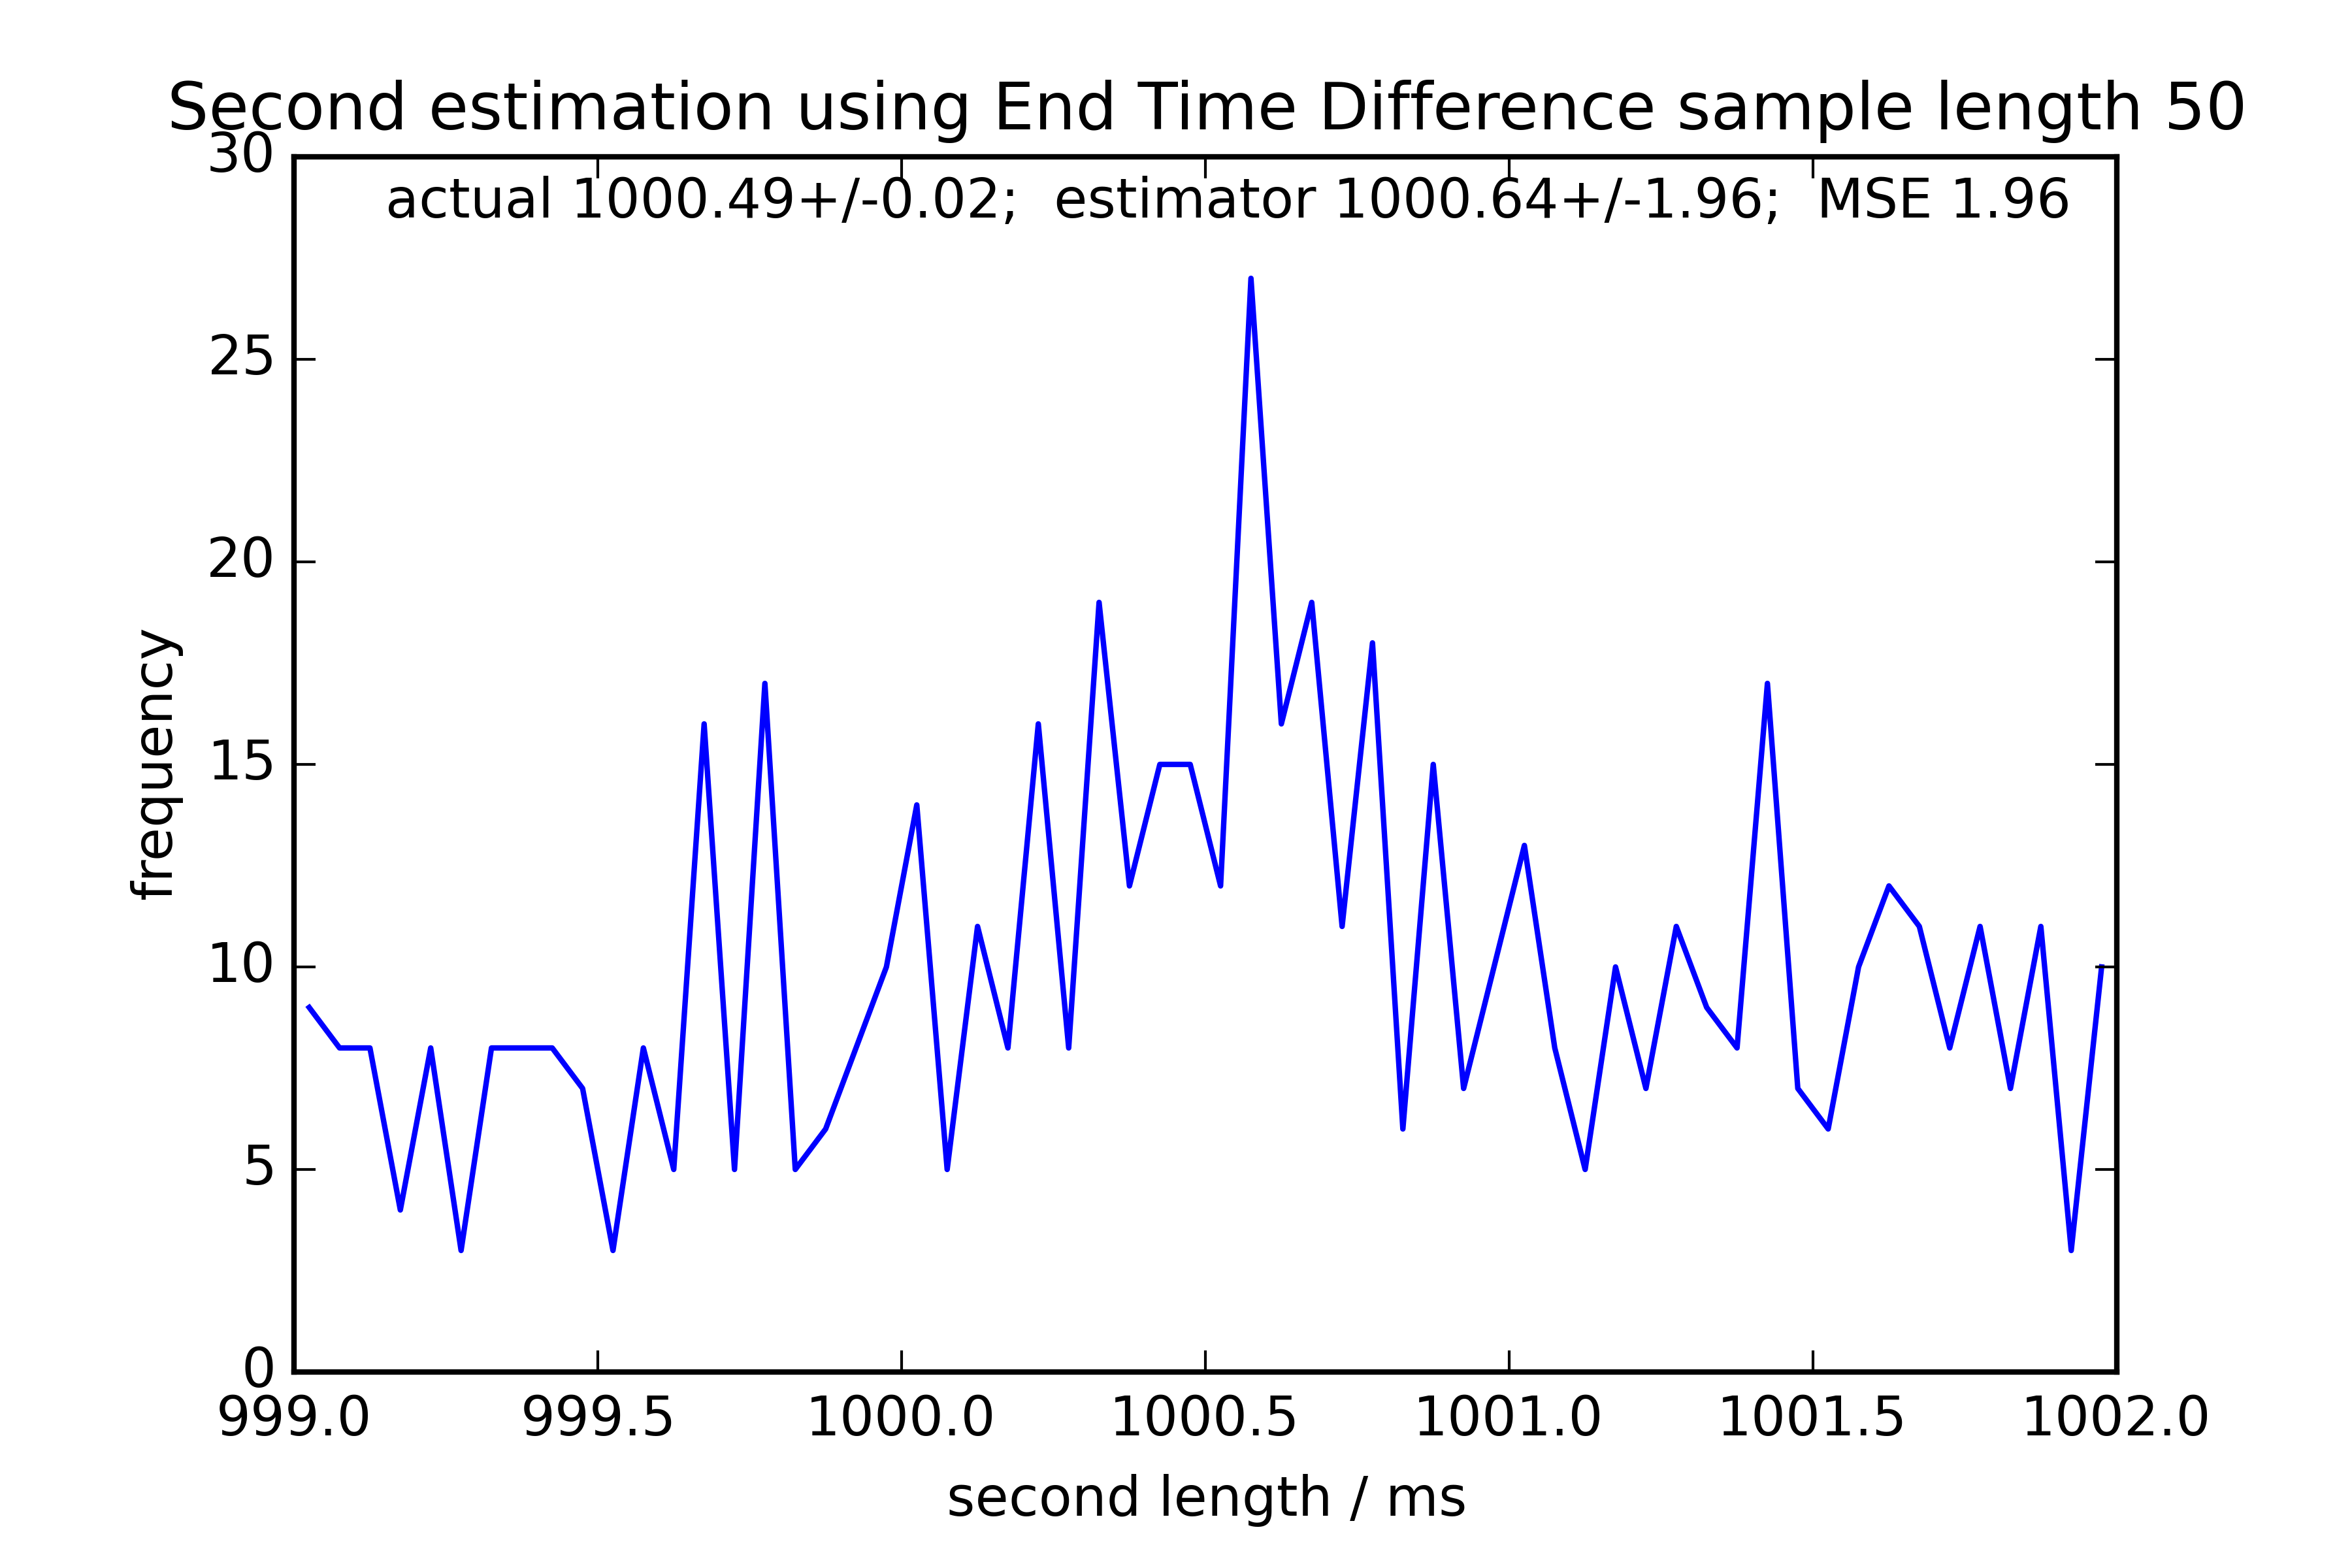 Second estimation using End Time Difference sample length 50
actual 1000.49+/-0.02;  estimator 1000.64+/-1.96;  MSE 1.96
30
25
20
15
10
5
0
frequency
999.0 999.5 1000.0 1000.5 1001.0 1001.5 1002.0
second length / ms